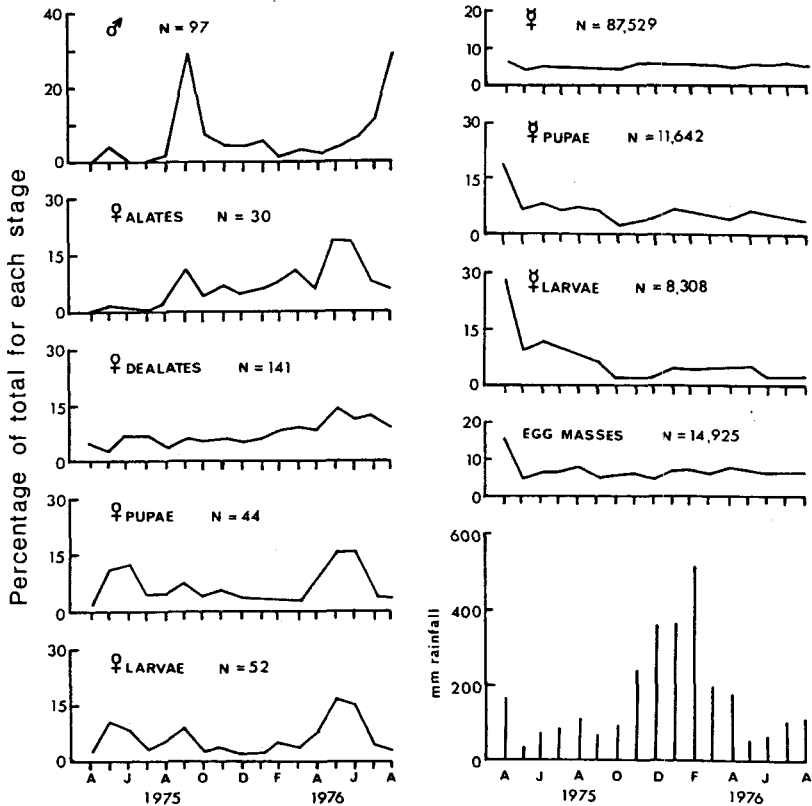 Percentage of total for each stage
♂ N = 97
40
20
0
♀ ALATES N = 30
30
15
0
♀ DEALATES N = 141
30
15
0
♀ PUPAE N = 44
30
15
0
♀ LARVAE N = 52
30
15
0
A J A O D F A J A
1975 1976
☿ N = 87,529
20
10
0
☿ PUPAE N = 11,642
30
15
0
☿ LARVAE N = 8,308
30
15
0
EGG MASSES N = 14,925
20
10
0
mm rainfall
600
400
200
0
A J A O D F A J A
1975 1976